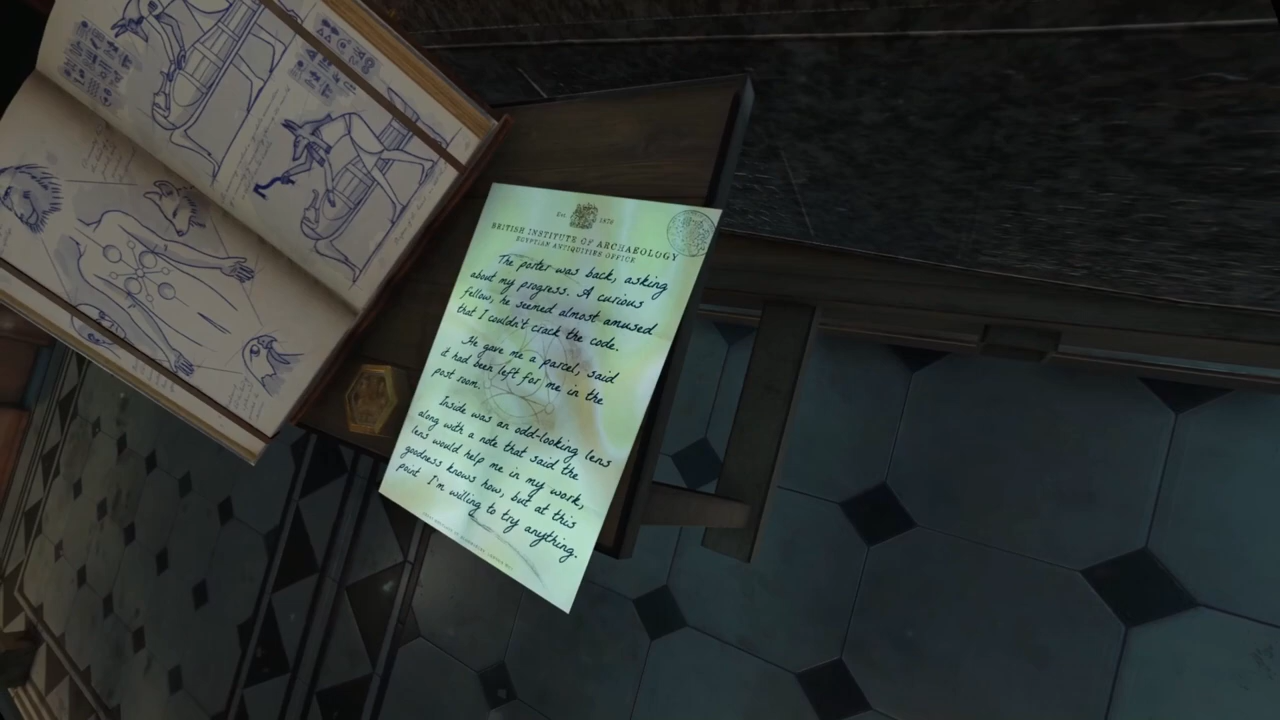 Est. 1878
BRITISH INSTITUTE OF ARCHAEOLOGY
EGYPTIAN ANTIQUITIES OFFICE
The porter was back, asking
about my progress. A curious
fellow, he seemed almost amused
that I couldn't crack the code.
He gave me a parcel, said
it had been left for me in the
post room.
Inside was an odd-looking lens
along with a note that said the
lens would help me in my work,
goodness knows how, but at this
point I'm willing to try anything.